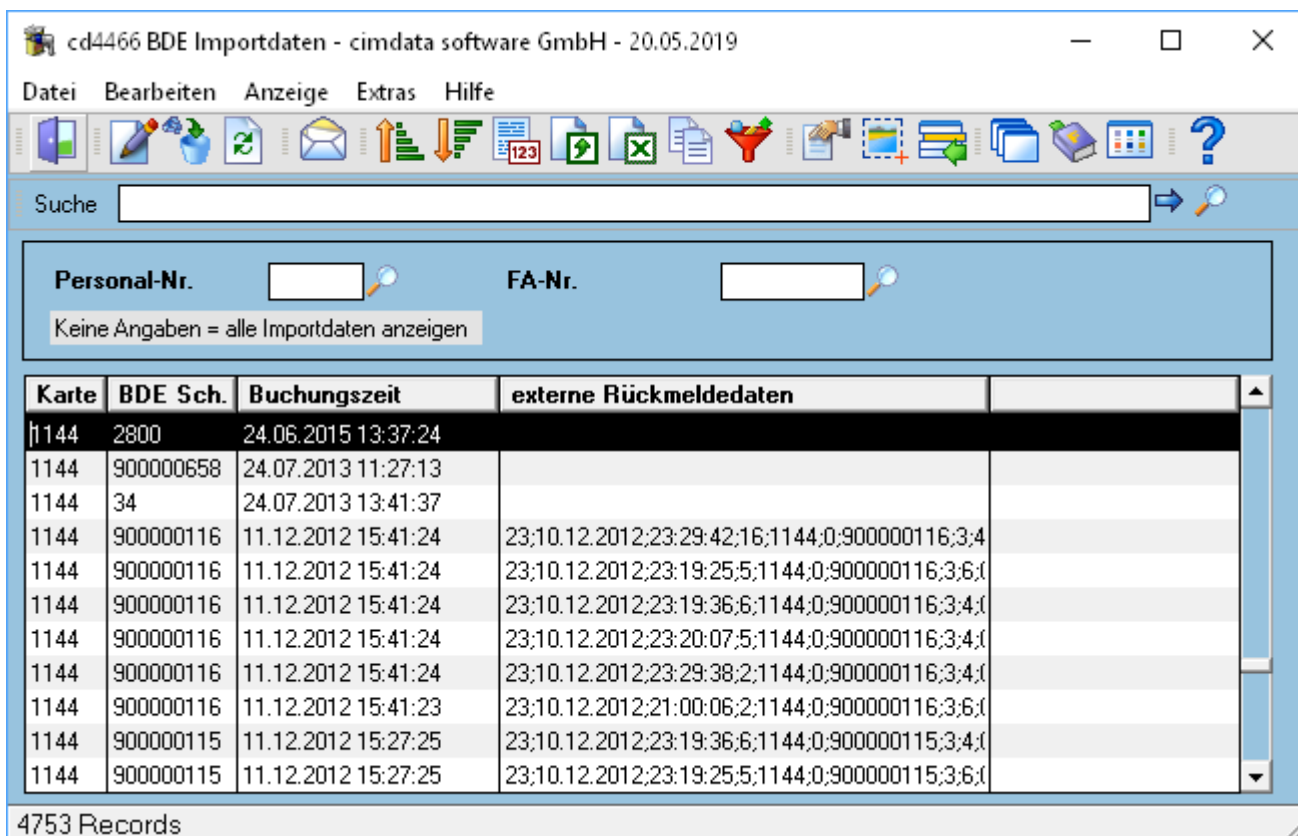 cd4466 BDE Importdaten - cimdata software GmbH - 20.05.2019
Datei Bearbeiten Anzeige Extras Hilfe
123
Suche
Personal-Nr. FA-Nr.
Keine Angaben = alle Importdaten anzeigen
Karte BDE Sch. Buchungszeit externe Rückmeldedaten
1144 2800 24.06.2015 13:37:24
1144 900000658 24.07.2013 11:27:13
1144 34 24.07.2013 13:41:37
1144 900000116 11.12.2012 15:41:24 23;10.12.2012;23:29:42;16;1144;0;900000116;3;4
1144 900000116 11.12.2012 15:41:24 23;10.12.2012;23:19:25;5;1144;0;900000116;3;6;
1144 900000116 11.12.2012 15:41:24 23;10.12.2012;23:19:36;6;1144;0;900000116;3;4;
1144 900000116 11.12.2012 15:41:24 23;10.12.2012;23:20:07;5;1144;0;900000116;3;4;
1144 900000116 11.12.2012 15:41:24 23;10.12.2012;23:29:38;2;1144;0;900000116;3;4;
1144 900000116 11.12.2012 15:41:23 23;10.12.2012;21:00:06;2;1144;0;900000116;3;6;
1144 900000115 11.12.2012 15:27:25 23;10.12.2012;23:19:36;6;1144;0;900000115;3;4;
1144 900000115 11.12.2012 15:27:25 23;10.12.2012;23:19:25;5;1144;0;900000115;3;6;
4753 Records